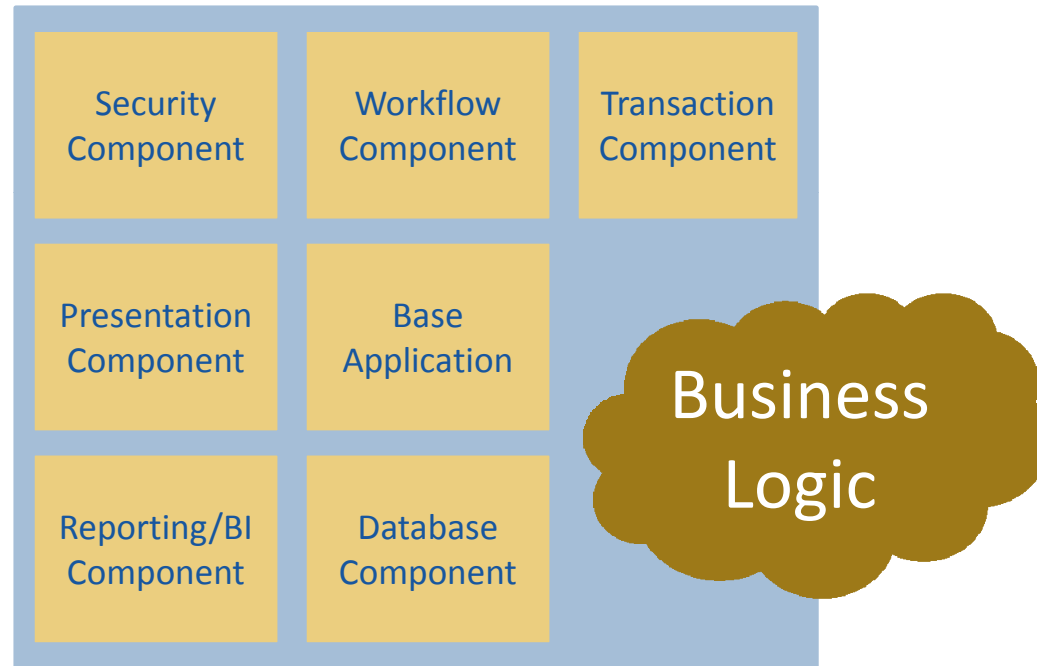 Security
Component
Workflow
Component
Transaction
Component
Presentation
Component
Base
Application
Business
Logic
Reporting/BI
Component
Database
Component